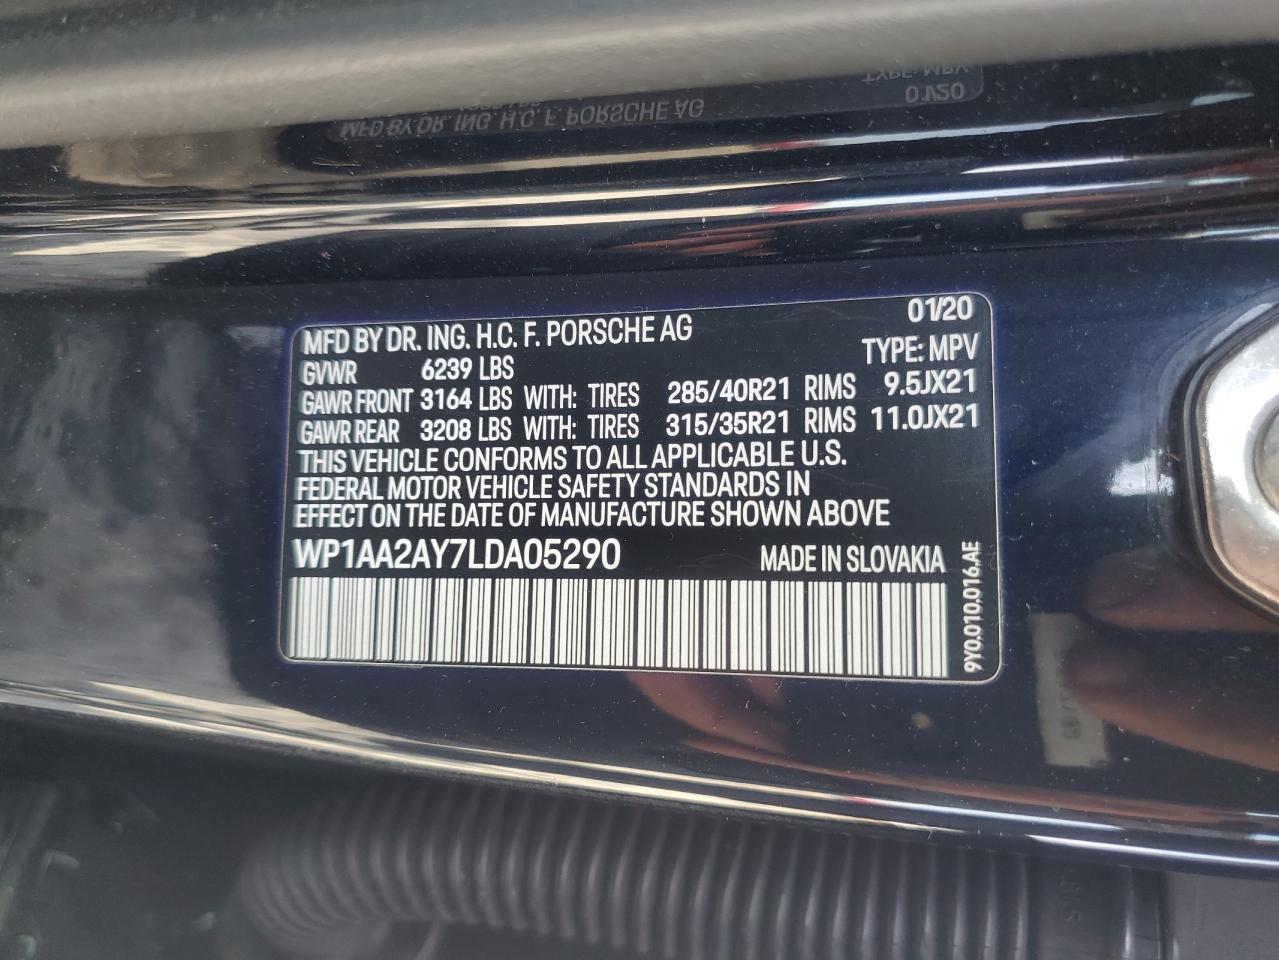 MFD BY DR. ING. H.C. F. PORSCHE AG 01/20
GVWR 6239 LBS TYPE: MPV
GAWR FRONT 3164 LBS WITH: TIRES 285/40R21 RIMS 9.5JX21
GAWR REAR 3208 LBS WITH: TIRES 315/35R21 RIMS 11.0JX21
THIS VEHICLE CONFORMS TO ALL APPLICABLE U.S.
FEDERAL MOTOR VEHICLE SAFETY STANDARDS IN
EFFECT ON THE DATE OF MANUFACTURE SHOWN ABOVE
WP1AA2AY7LDA05290 MADE IN SLOVAKIA
9Y0.010.016.AE